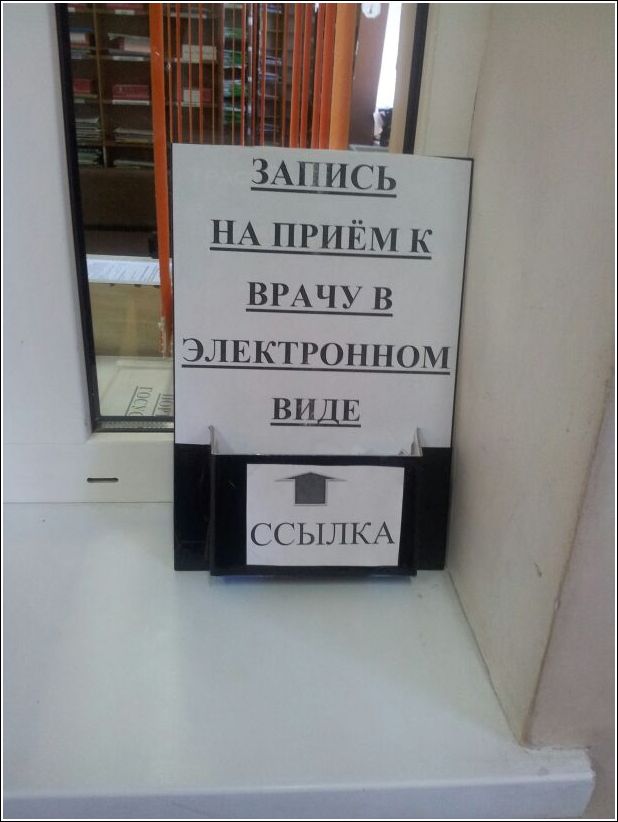 ЗАПИСЬ
НА ПРИЁМ К
ВРАЧУ В
ЭЛЕКТРОННОМ
ВИДЕ
ССЫЛКА